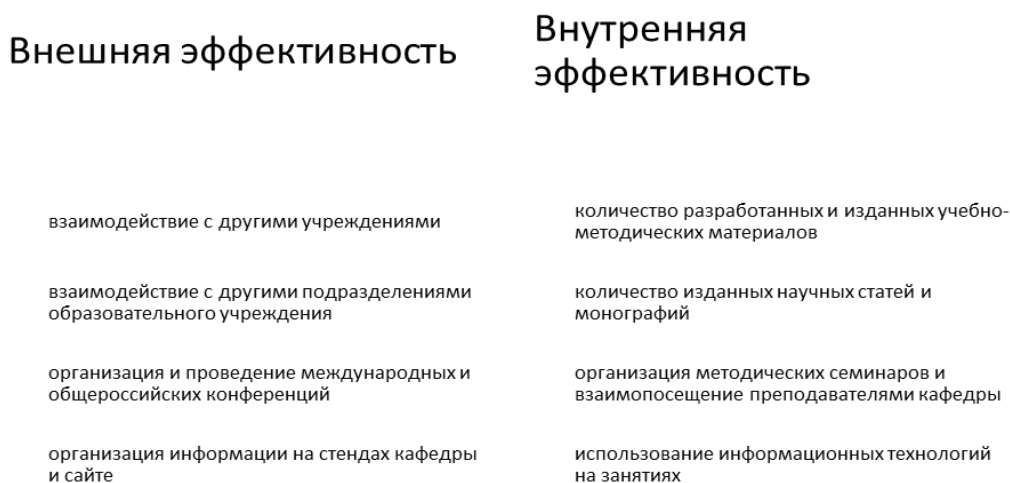 Внешняя эффективность
взаимодействие с другими учреждениями
взаимодействие с другими подразделениями
образовательного учреждения
организация и проведение международных и
общероссийских конференций
организация информации на стендах кафедры
и сайте
Внутренняя
эффективность
количество разработанных и изданных учебно-
методических материалов
количество изданных научных статей и
монографий
организация методических семинаров и
взаимопосещение преподавателями кафедры
использование информационных технологий
на занятиях